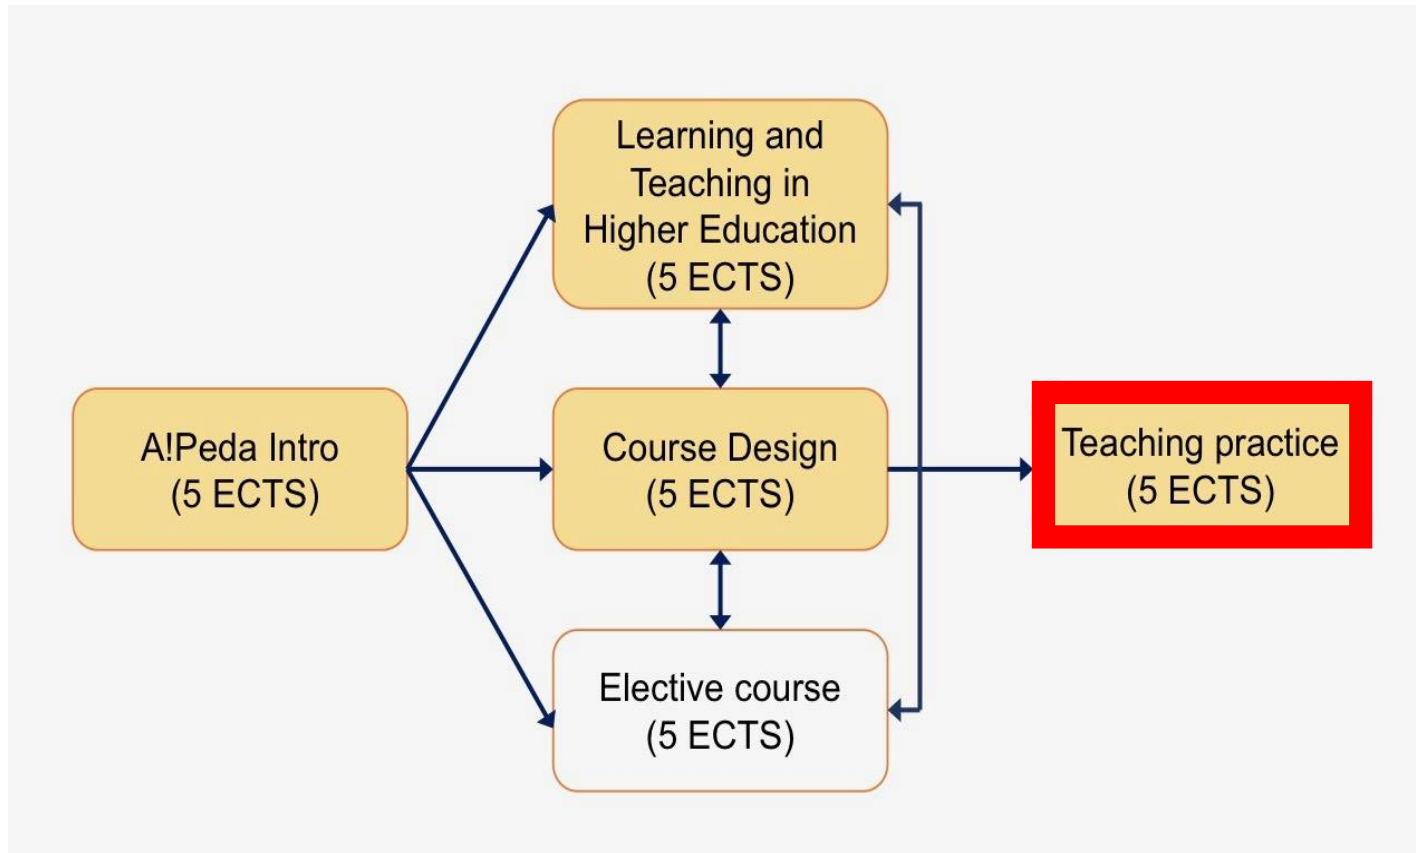 Learning and
Teaching in
Higher Education
(5 ECTS)
A!Peda Intro
(5 ECTS)
Course Design
(5 ECTS)
Teaching practice
(5 ECTS)
Elective course
(5 ECTS)